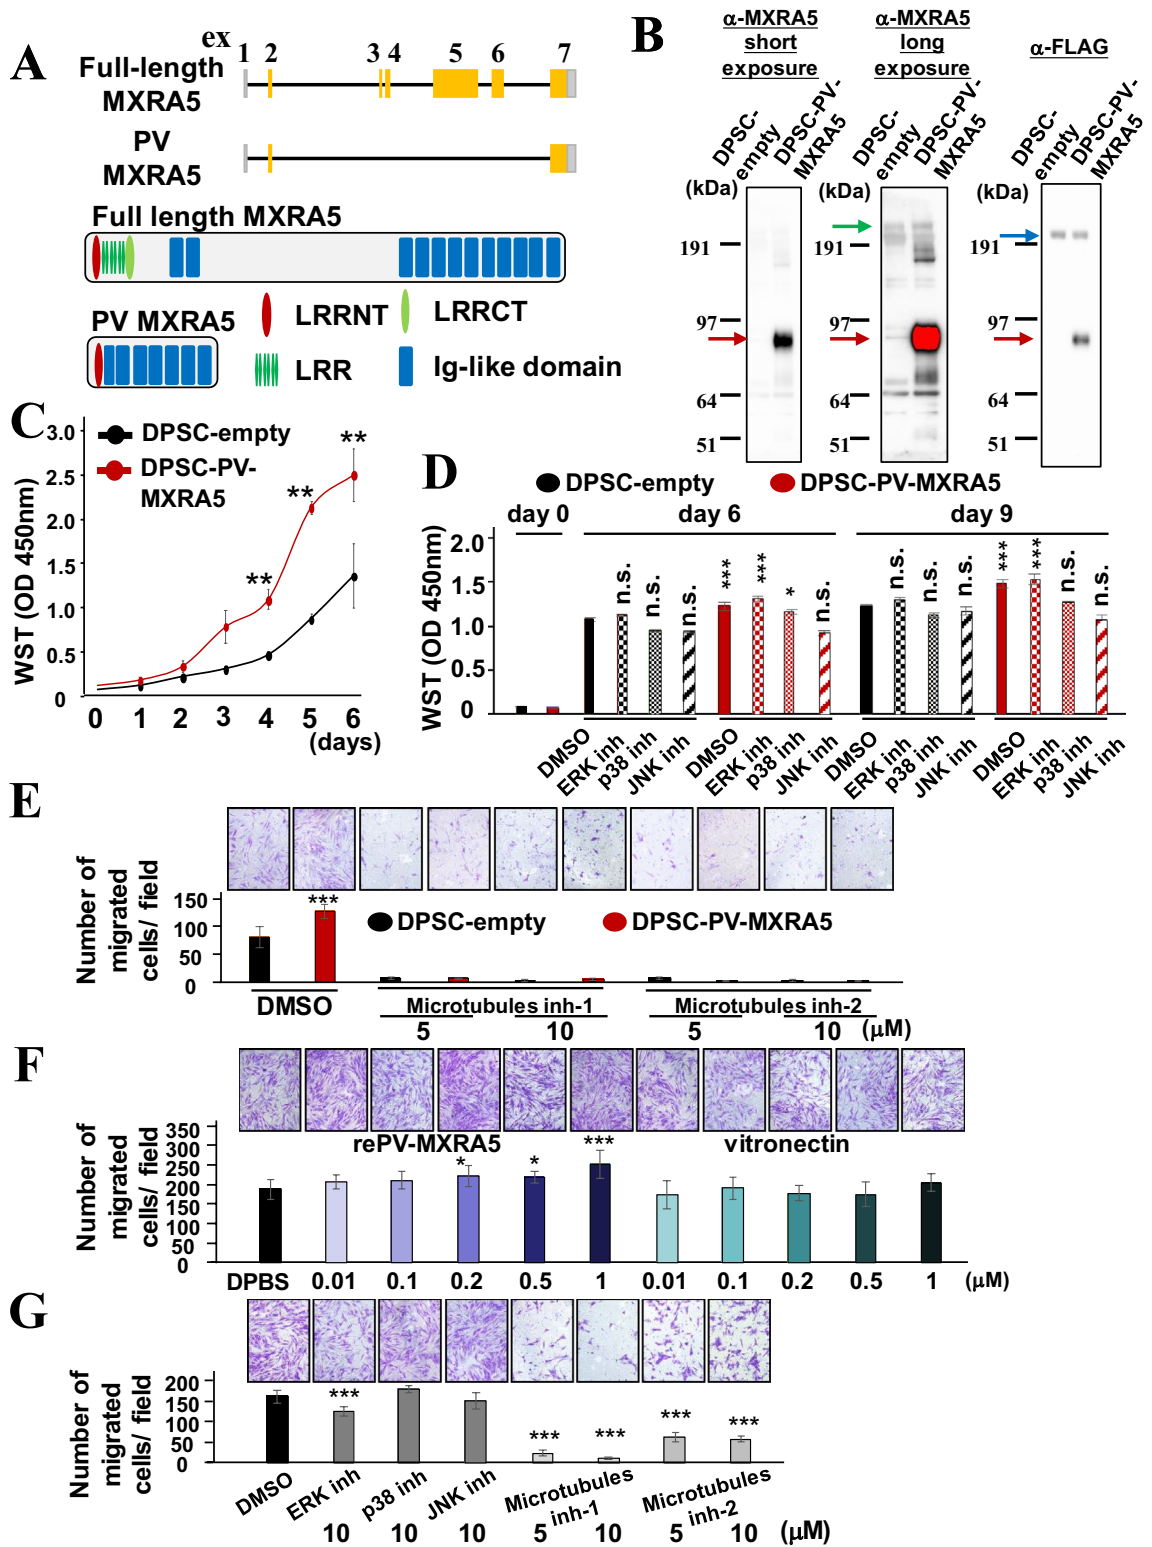 A
ex
1 2 3 4 5 6 7
Full-length
MXRA5
PV
MXRA5
Full length MXRA5
PV MXRA5
LRRNT
LRRCT
LRR
Ig-like domain
B
α-MXRA5
short
exposure
α-MXRA5
long
exposure
α-FLAG
DPSC-
empty
DPSC-PV-
MXRA5
DPSC-
empty
DPSC-PV-
MXRA5
DPSC-
empty
DPSC-PV-
MXRA5
(kDa)
191
97
64
51
(kDa)
191
97
64
51
(kDa)
191
97
64
51
C
DPSC-empty
DPSC-PV-
MXRA5
WST (OD 450nm)
3.0
2.5
2.0
1.5
1.0
0.5
0
**
**
**
0 1 2 3 4 5 6
(days)
D
DPSC-empty
DPSC-PV-MXRA5
day 0
day 6
day 9
WST (OD 450nm)
2.0
1.5
1.0
0.5
0
n.s. n.s. n.s. *** *** * n.s.
n.s. n.s. n.s. *** *** n.s. n.s.
DMSO ERK inh p38 inh JNK inh
DMSO ERK inh p38 inh JNK inh
DMSO ERK inh p38 inh JNK inh
DMSO ERK inh p38 inh JNK inh
E
Number of
migrated
cells/ field
150
100
50
0
***
DPSC-empty
DPSC-PV-MXRA5
DMSO
Microtubules inh-1
Microtubules inh-2
5 10 5 10 (μM)
F
Number of
migrated
cells/ field
350
300
250
200
150
100
50
0
rePV-MXRA5
vitronectin
* * ***
DPBS 0.01 0.1 0.2 0.5 1 0.01 0.1 0.2 0.5 1 (μM)
G
Number of
migrated
cells/ field
200
150
100
50
0
*** *** *** *** ***
DMSO
ERK inh
p38 inh
JNK inh
Microtubules
inh-1
Microtubules
inh-2
10 10 10 5 10 5 10 (μM)